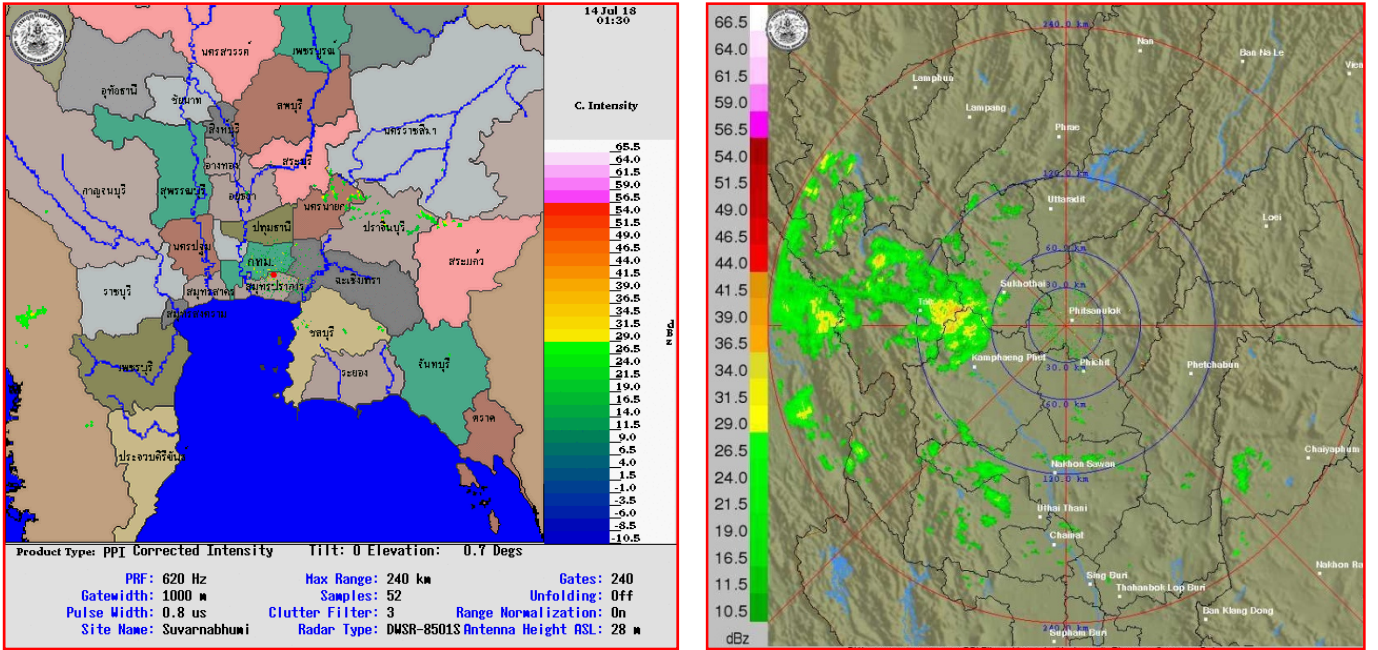 14 Jul 18
01:30
C. Intensity
65.5
64.0
61.5
59.0
56.5
54.0
51.5
49.0
46.5
44.0
41.5
39.0
36.5
34.0
31.5
29.0
26.5
24.0
21.5
19.0
16.5
14.0
11.5
9.0
6.5
4.0
1.5
-1.0
-3.5
-6.0
-8.5
-10.5
นครสวรรค์
เพชรบูรณ์
อุทัยธานี
ชัยนาท
ลพบุรี
สิงห์บุรี
นครราชสีมา
อ่างทอง
สระบุรี
กาญจนบุรี
สุพรรณบุรี
อยุธยา
นครนายก
ปทุมธานี
ปราจีนบุรี
นครปฐม
กทม.
สระแก้ว
ราชบุรี
สมุทรสาคร
สมุทรปราการ
ฉะเชิงเทรา
สมุทรสงคราม
ชลบุรี
เพชรบุรี
ระยอง
จันทบุรี
ตราด
ประจวบคีรีขันธ์
Product Type: PPI Corrected Intensity Tilt: 0 Elevation: 0.7 Degs
PRF: 620 Hz Max Range: 240 km Gates: 240
Gatewidth: 1000 m Samples: 52 Unfolding: Off
Pulse Width: 0.8 us Clutter Filter: 3 Range Normalization: On
Site Name: Suvarnabhumi Radar Type: DWSR-8501S Antenna Height ASL: 28 m
66.5
64.0
61.5
59.0
56.5
54.0
51.5
49.0
46.5
44.0
41.5
39.0
36.5
34.0
31.5
29.0
26.5
24.0
21.5
19.0
16.5
11.5
10.5
dBz
240.0 km
Nan
Ban Na Le
Vien
Lamphun
Lampang
Phrae
120.0 km
Uttaradit
Loei
60.0 km
Sukhothai
30.0 km
Tak
Phitsanulok
Kamphaeng Phet
30.0 km
Phichit
Phetchabun
60.0 km
Chaiyaphum
Nakhon Sawan
120.0 km
Uthai Thani
Chainat
Sing Buri
Thahanbok Lop Buri
Nakhon Ra
Ban Klang Dong
240.0 km
Suphan Buri